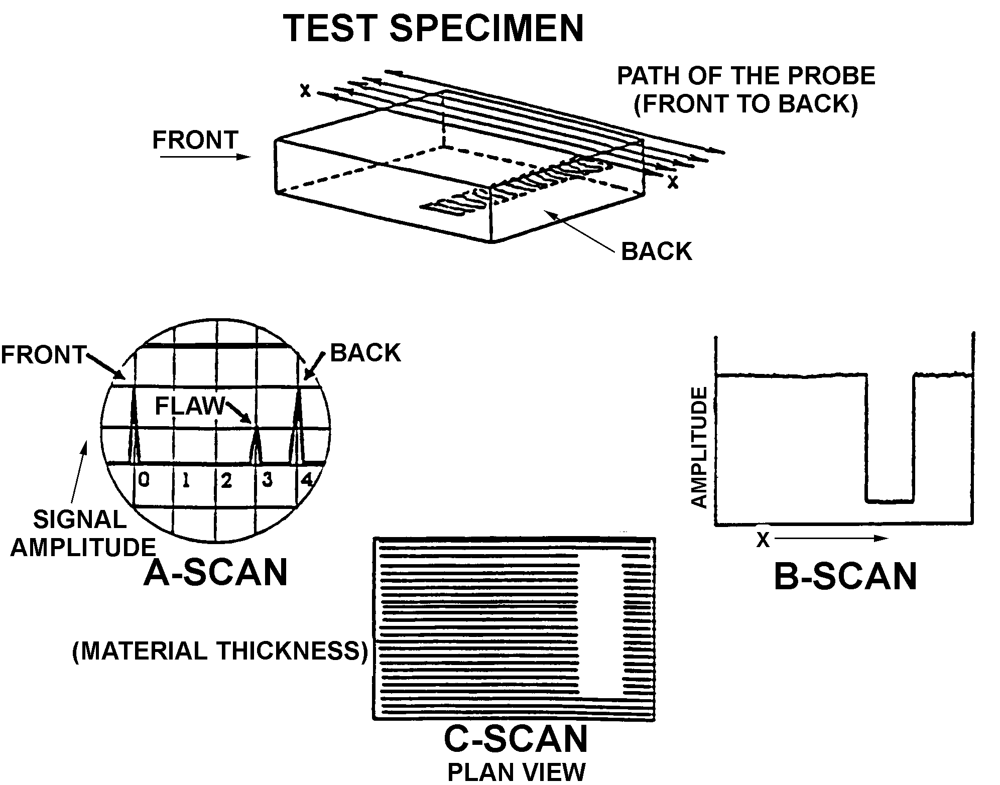 TEST SPECIMEN
PATH OF THE PROBE
(FRONT TO BACK)
X
FRONT
X
BACK
FRONT
BACK
FLAW
0 1 2 3 4
SIGNAL
AMPLITUDE
A-SCAN
AMPLITUDE
X
B-SCAN
(MATERIAL THICKNESS)
C-SCAN
PLAN VIEW